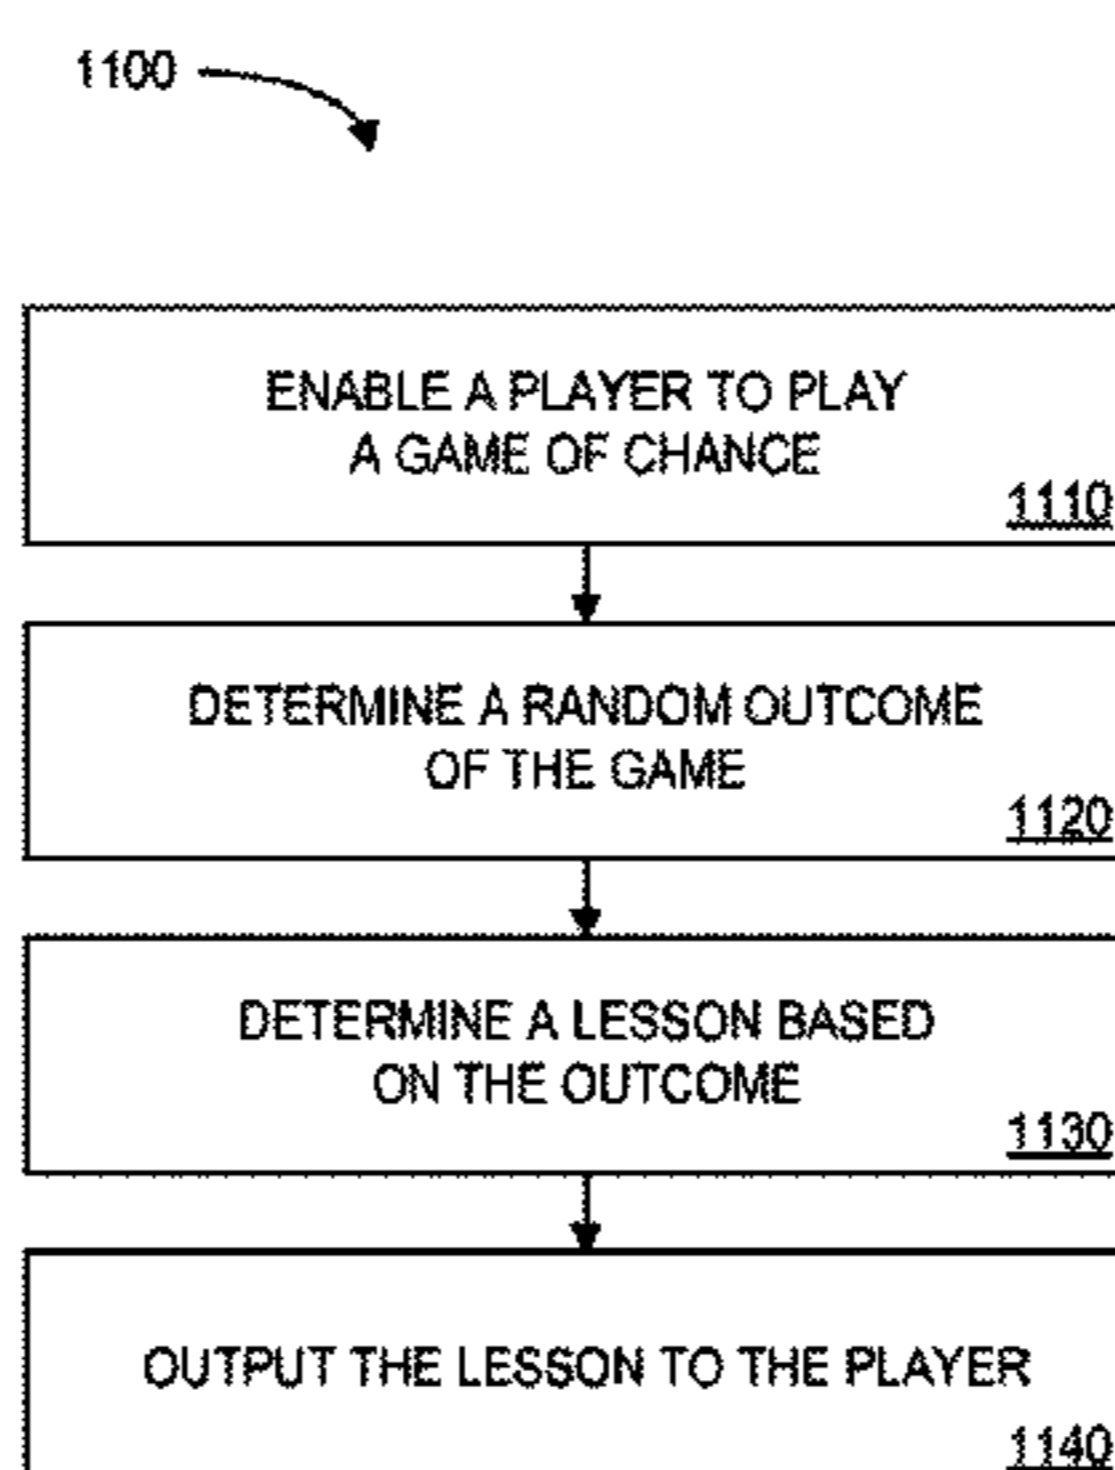 1100
ENABLE A PLAYER TO PLAY
A GAME OF CHANCE
1110
DETERMINE A RANDOM OUTCOME
OF THE GAME
1120
DETERMINE A LESSON BASED
ON THE OUTCOME
1130
OUTPUT THE LESSON TO THE PLAYER
1140